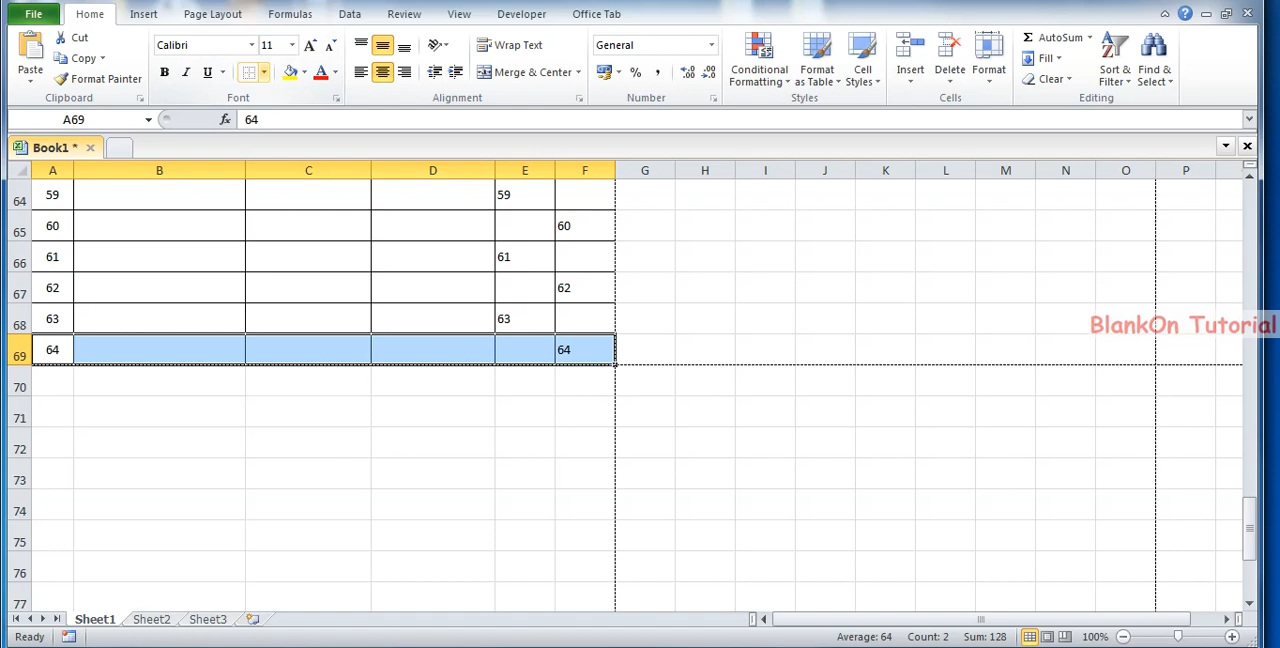 File Home Insert Page Layout Formulas Data Review View Developer Office Tab
Paste Cut Copy Format Painter Clipboard
Calibri 11 A A B I U A Font
Wrap Text Merge & Center Alignment
General % , Number
Conditional Formatting Format as Table Cell Styles Styles
Insert Delete Format Cells
Σ AutoSum Fill Clear Sort & Filter Find & Select Editing
A69 fx 64
Book1 *
A B C D E F G H I J K L M N O P
64 59 59
65 60 60
66 61 61
67 62 62
68 63 63
69 64 64
70
71
72
73
74
75
76
77
BlankOn Tutorial
Sheet1 Sheet2 Sheet3
Ready Average: 64 Count: 2 Sum: 128 100%